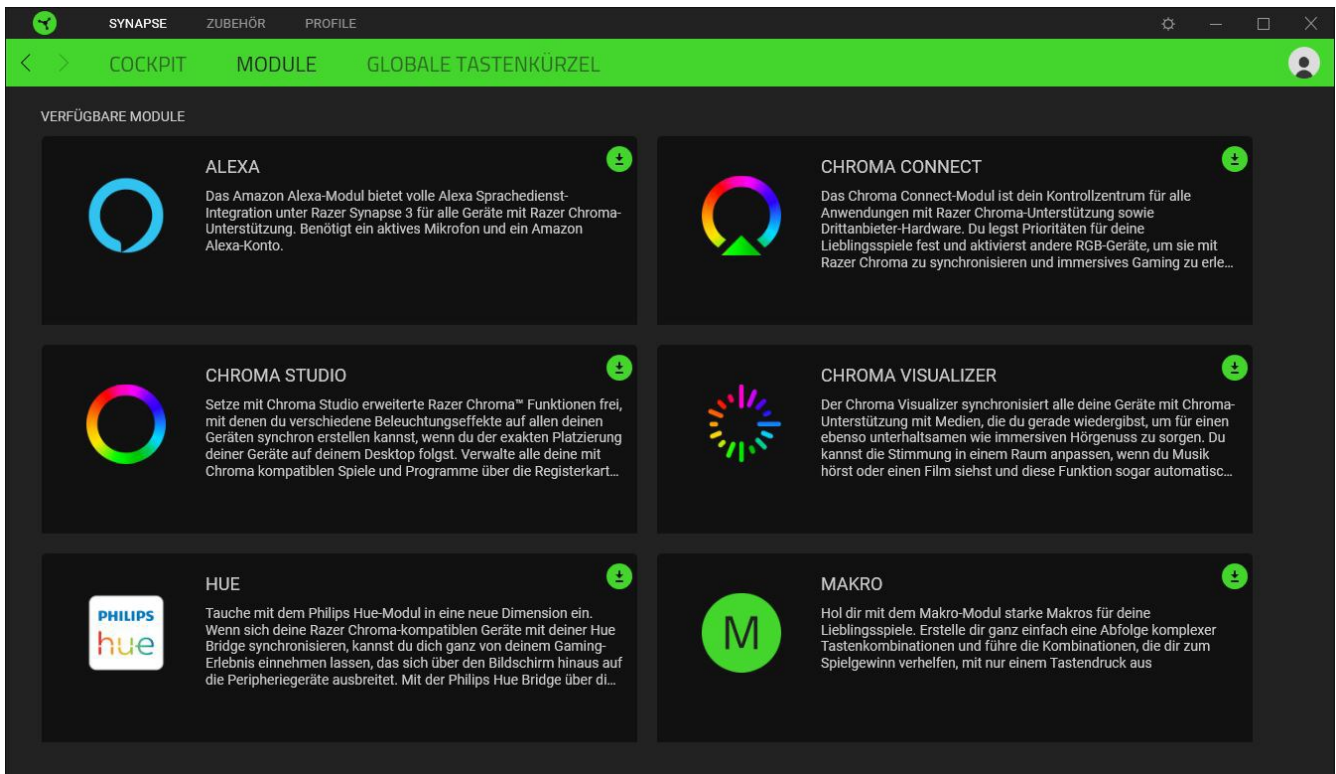 SYNAPSE ZUBEHÖR PROFILE
COCKPIT MODULE GLOBALE TASTENKÜRZEL
VERFÜGBARE MODULE
ALEXA
Das Amazon Alexa-Modul bietet volle Alexa Sprachedienst-
Integration unter Razer Synapse 3 für alle Geräte mit Razer Chroma-
Unterstützung. Benötigt ein aktives Mikrofon und ein Amazon
Alexa-Konto.
CHROMA CONNECT
Das Chroma Connect-Modul ist dein Kontrollzentrum für alle
Anwendungen mit Razer Chroma-Unterstützung sowie
Drittanbieter-Hardware. Du legst Prioritäten für deine
Lieblingsspiele fest und aktivierst andere RGB-Geräte, um sie mit
Razer Chroma zu synchronisieren und immersives Gaming zu erle...
CHROMA STUDIO
Setze mit Chroma Studio erweiterte Razer Chroma™ Funktionen frei,
mit denen du verschiedene Beleuchtungseffekte auf allen deinen
Geräten synchron erstellen kannst, wenn du der exakten Platzierung
deiner Geräte auf deinem Desktop folgst. Verwalte alle deine mit
Chroma kompatiblen Spiele und Programme über die Registerkart...
CHROMA VISUALIZER
Der Chroma Visualizer synchronisiert alle deine Geräte mit Chroma-
Unterstützung mit Medien, die du gerade wiedergibst, um für einen
ebenso unterhaltsamen wie immersiven Hörgenuss zu sorgen. Du
kannst die Stimmung in einem Raum anpassen, wenn du Musik
hörst oder einen Film siehst und diese Funktion sogar automatisc...
PHILIPS
hue
HUE
Tauche mit dem Philips Hue-Modul in eine neue Dimension ein.
Wenn sich deine Razer Chroma-kompatiblen Geräte mit deiner Hue
Bridge synchronisieren, kannst du dich ganz von deinem Gaming-
Erlebnis einnehmen lassen, das sich über den Bildschirm hinaus auf
die Peripheriegeräte ausbreitet. Mit der Philips Hue Bridge über di...
M
MAKRO
Hol dir mit dem Makro-Modul starke Makros für deine
Lieblingsspiele. Erstelle dir ganz einfach eine Abfolge komplexer
Tastenkombinationen und führe die Kombinationen, die dir zum
Spielgewinn verhelfen, mit nur einem Tastendruck aus